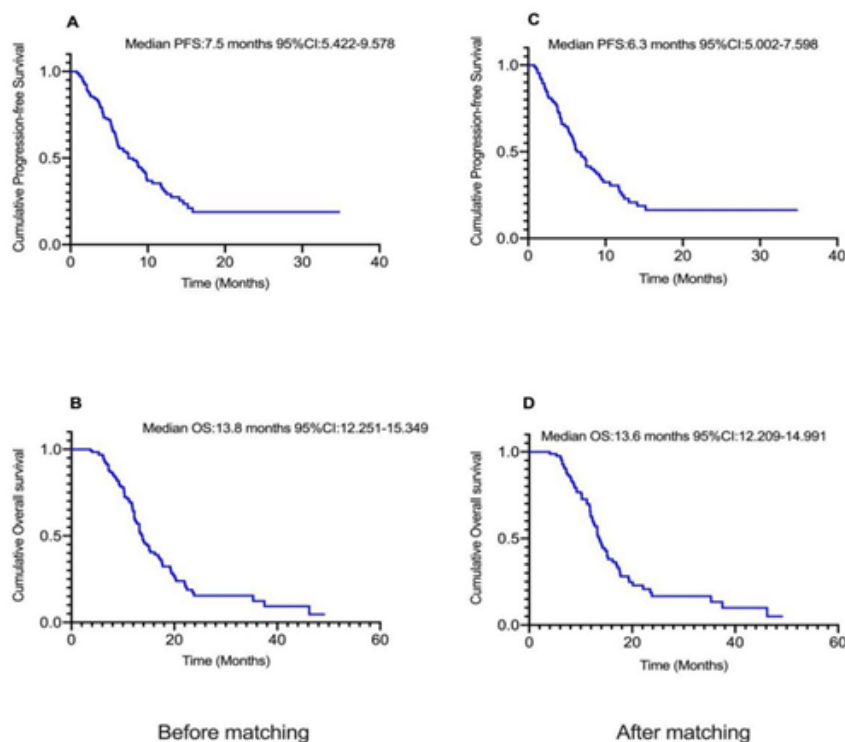 A
Median PFS:7.5 months 95%CI:5.422-9.578
Cumulative Progression-free Survival
1.0
0.5
0.0
0
10
20
30
40
Time (Months)
C
Median PFS:6.3 months 95%CI:5.002-7.598
Cumulative Progression-free Survival
1.0
0.5
0.0
0
10
20
30
40
Time (Months)
B
Median OS:13.8 months 95%CI:12.251-15.349
Cumulative Overall survival
1.0
0.5
0.0
0
20
40
60
Time (Months)
D
Median OS:13.6 months 95%CI:12.209-14.991
Cumulative Overall survival
1.0
0.5
0.0
0
20
40
60
Time (Months)
Before matching
After matching